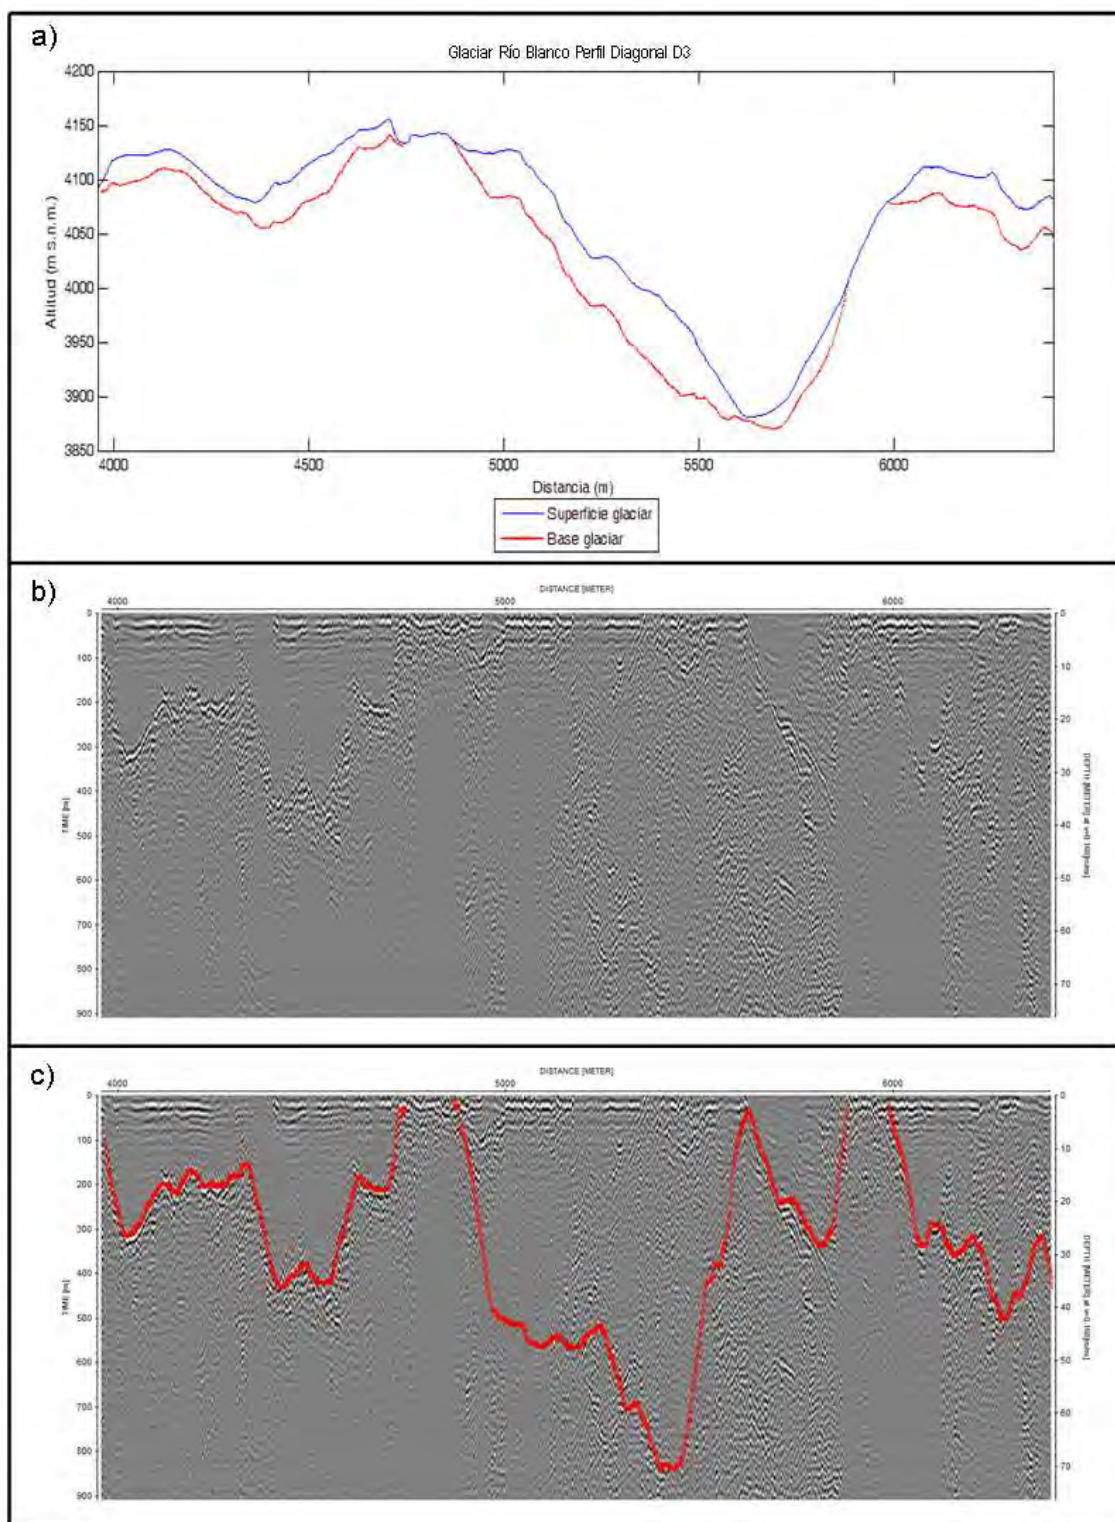 a)
Glaciar Río Blanco Perfil Diagonal D3
Altitud (m s.n.m.)
4200
4150
4100
4050
4000
3950
3900
3850
4000 4500 5000 5500 6000
Distancia (m)
Superficie glaciar
Base glaciar
b)
DISTANCE [METER]
4000 5000 6000
TIME
0
100
200
300
400
500
600
700
800
900
0
10
20
30
40
50
60
70
DEPTH [METER] at
c)
DISTANCE [METER]
4000 5000 6000
TIME
0
100
200
300
400
500
600
700
800
900
0
10
20
30
40
50
60
70
DEPTH [METER] at